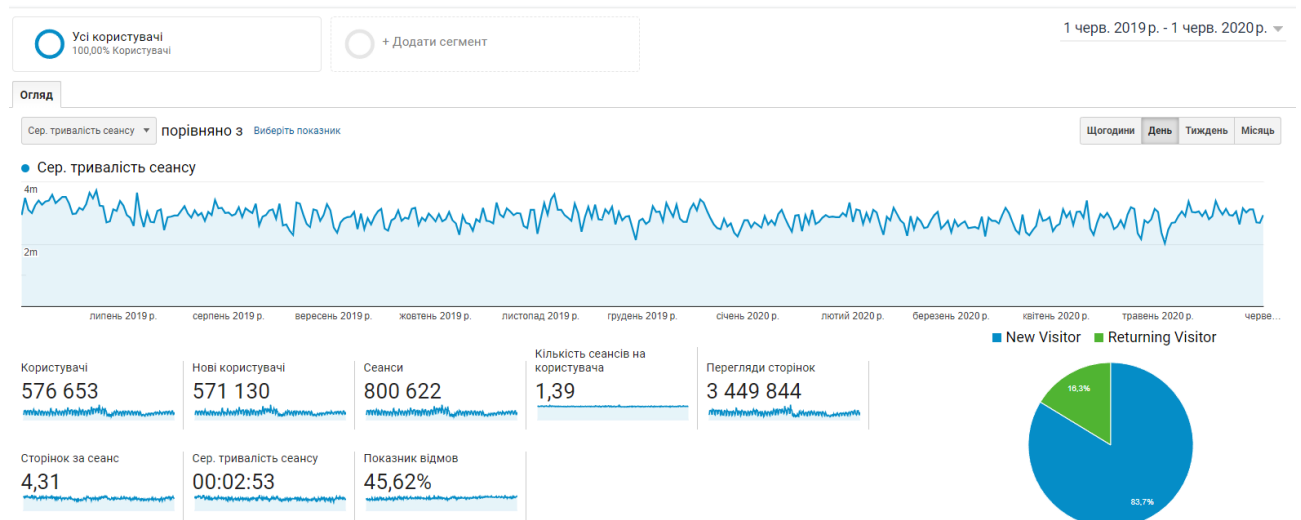 Усі користувачі
100,00% Користувачі
+ Додати сегмент
1 черв. 2019 р. - 1 черв. 2020 р.
Огляд
Сер. тривалість сеансу порівняно з Виберіть показник
Щогодини День Тиждень Місяць
Сер. тривалість сеансу
4m
2m
липень 2019 р. серпень 2019 р. вересень 2019 р. жовтень 2019 р. листопад 2019 р. грудень 2019 р. січень 2020 р. лютий 2020 р. березень 2020 р. квітень 2020 р. травень 2020 р. черве…
New Visitor Returning Visitor
Користувачі
576 653
Нові користувачі
571 130
Сеанси
800 622
Кількість сеансів на
користувача
1,39
Перегляди сторінок
3 449 844
16,3%
83,7%
Сторінок за сеанс
4,31
Сер. тривалість сеансу
00:02:53
Показник відмов
45,62%